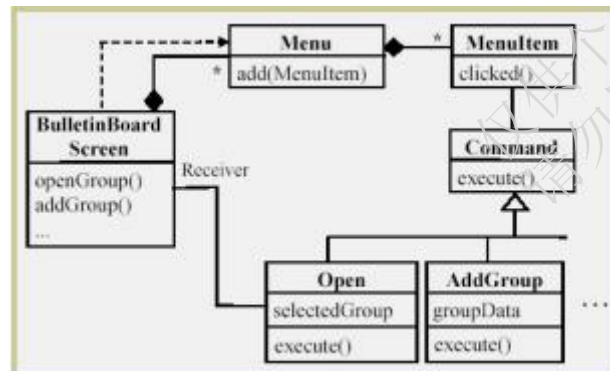 Menu
add(MenuItem)
*
*
MenuItem
clicked()
BulletinBoard
Screen
openGroup()
addGroup()
...
Receiver
Command
execute()
Open
selectedGroup
execute()
AddGroup
groupData
execute()
...